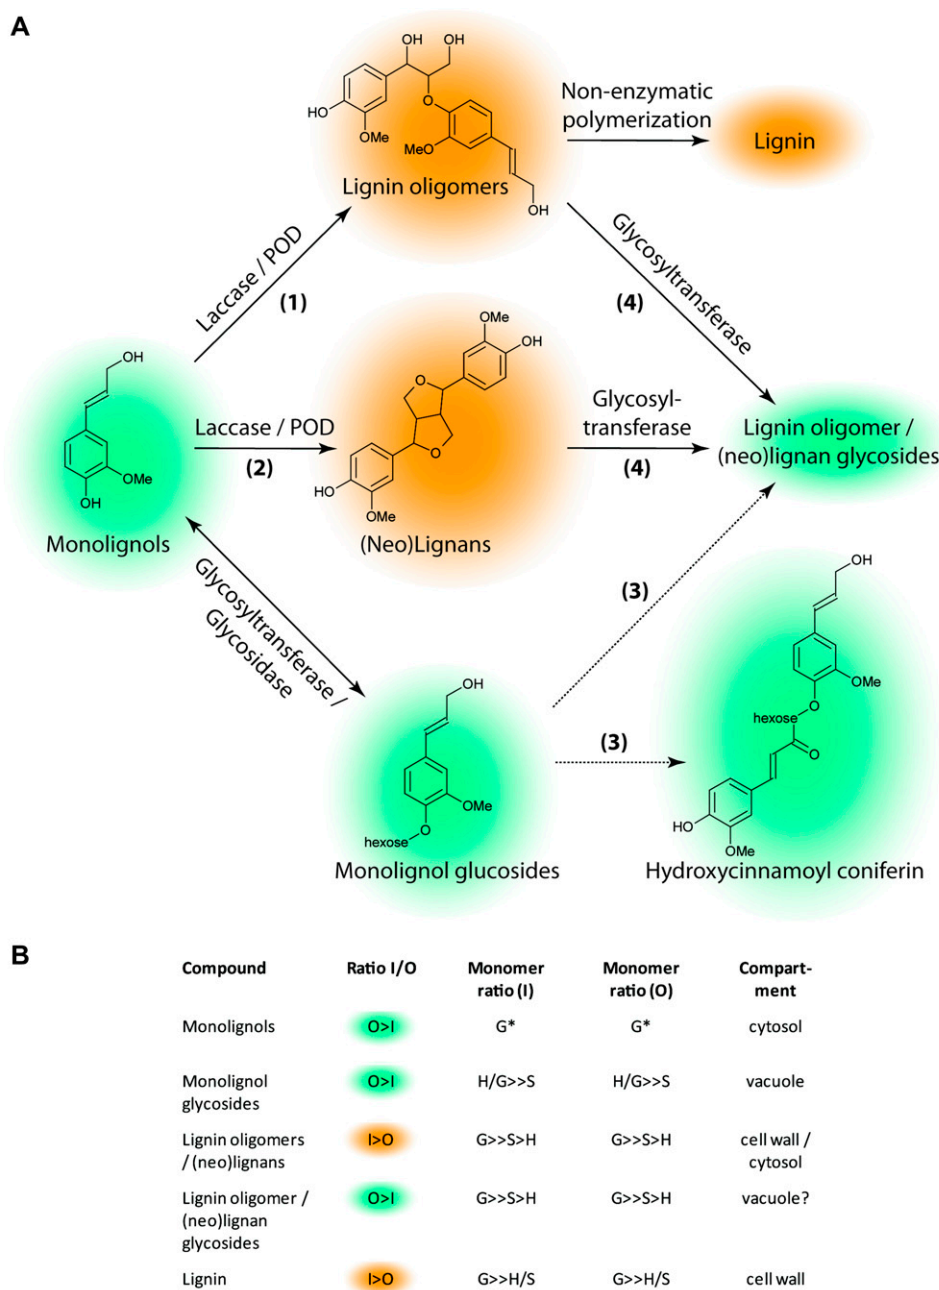 A
OH
OH
HO
OMe
O
MeO
OH
Lignin oligomers
Non-enzymatic
polymerization
Lignin
Laccase / POD
(1)
Glycosyltransferase
(4)
OH
OMe
OH
Monolignols
Laccase / POD
(2)
OMe
OH
O
O
HO
OMe
(Neo)Lignans
Glycosyl-
transferase
(4)
Lignin oligomer /
(neo)lignan glycosides
Glycosyltransferase /
Glycosidase
(3)
(3)
OH
OMe
O
hexose
Monolignol glucosides
OH
OMe
O
hexose
O
HO
OMe
Hydroxycinnamoyl coniferin
B
Compound Ratio I/O Monomer Monomer Compart-
ratio (I) ratio (O) ment
Monolignols O>I G* G* cytosol
Monolignol O>I H/G>>S H/G>>S vacuole
glycosides
Lignin oligomers I>O G>>S>H G>>S>H cell wall /
/ (neo)lignans cytosol
Lignin oligomer / O>I G>>S>H G>>S>H vacuole?
(neo)lignan
glycosides
Lignin I>O G>>H/S G>>H/S cell wall